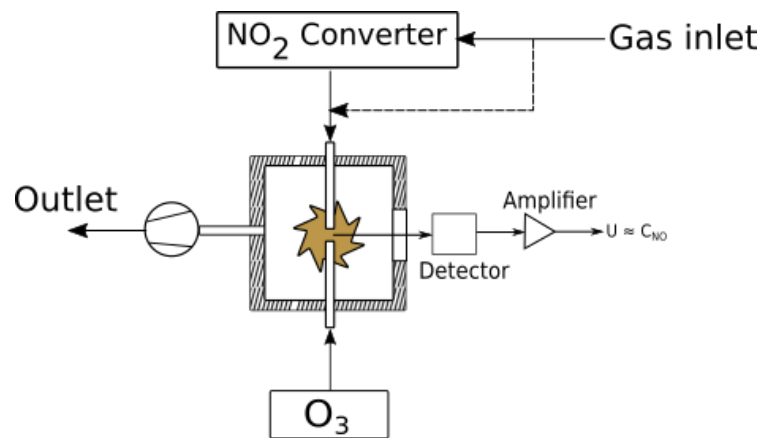 NO2 Converter
Gas inlet
Outlet
Amplifier
U ≈ CNO
Detector
O3